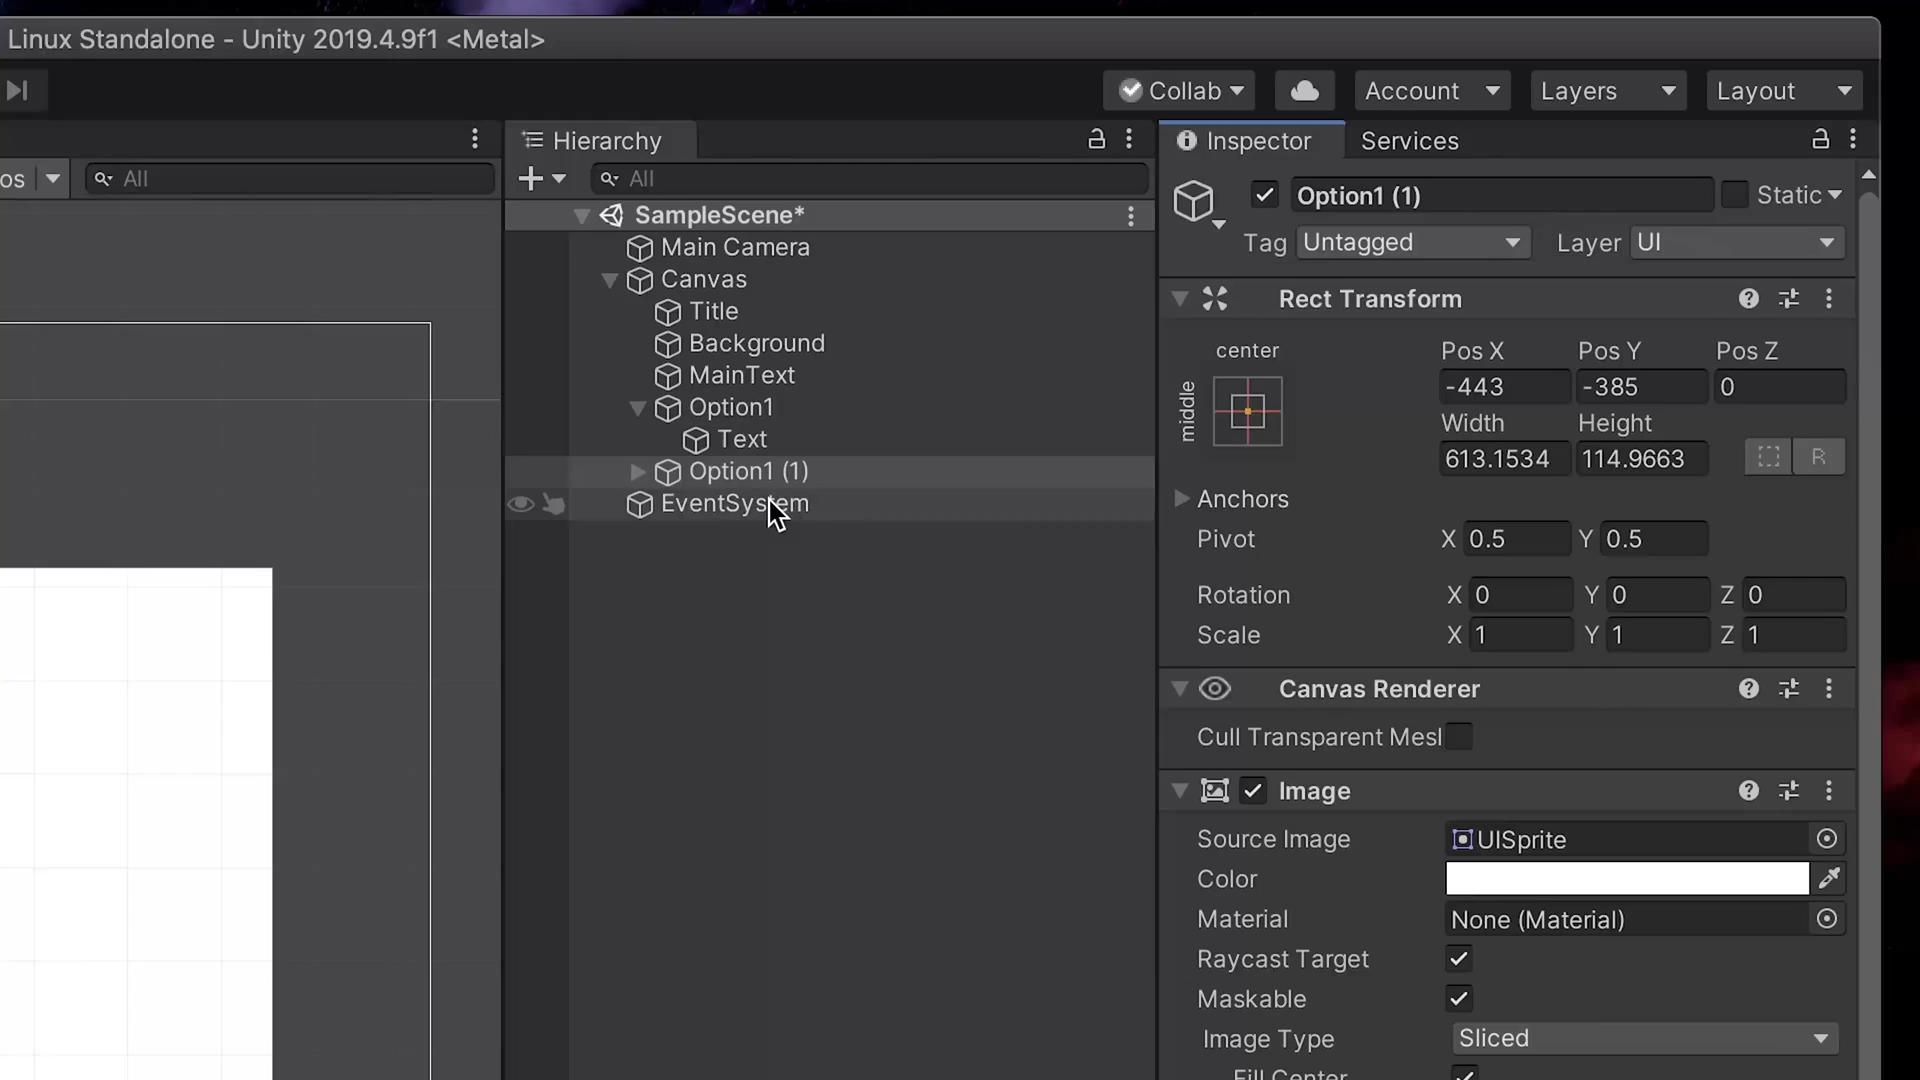 Linux Standalone - Unity 2019.4.9f1 <Metal>
Collab
Account
Layers
Layout
Hierarchy
Inspector
Services
os
All
All
Option1 (1)
Static
SampleScene*
Tag
Untagged
Layer
UI
Main Camera
Canvas
Title
Background
MainText
Option1
Text
Option1 (1)
EventSystem
Rect Transform
center
middle
Pos X
Pos Y
Pos Z
-443
-385
0
Width
Height
613.1534
114.9663
R
Anchors
Pivot
X 0.5
Y 0.5
Rotation
X 0
Y 0
Z 0
Scale
X 1
Y 1
Z 1
Canvas Renderer
Cull Transparent Mesl
Image
Source Image
UISprite
Color
Material
None (Material)
Raycast Target
Maskable
Image Type
Sliced
Fill Center